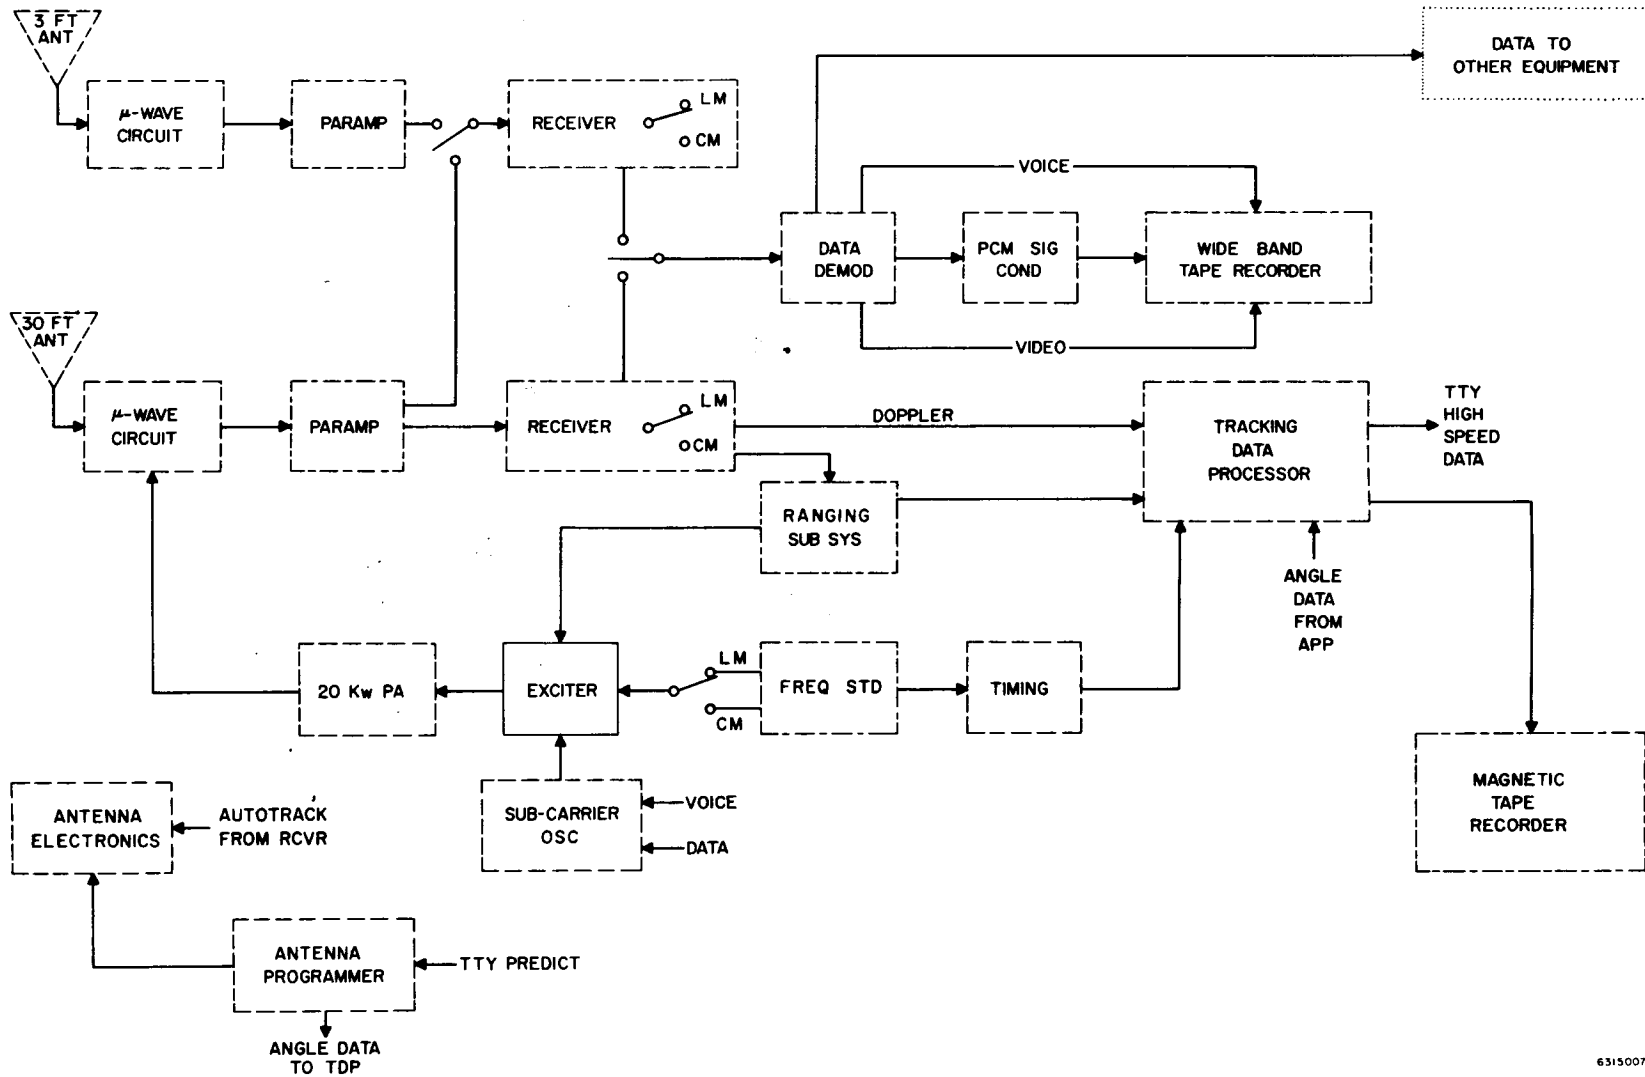 3 FT
ANT
μ-WAVE
CIRCUIT
PARAMP
RECEIVER
LM
CM
DATA TO
OTHER EQUIPMENT
VOICE
DATA
DEMOD
PCM SIG
COND
WIDE BAND
TAPE RECORDER
VIDEO
30 FT
ANT
μ-WAVE
CIRCUIT
PARAMP
RECEIVER
LM
CM
DOPPLER
TRACKING
DATA
PROCESSOR
TTY
HIGH
SPEED
DATA
RANGING
SUB SYS
ANGLE
DATA
FROM
APP
20 Kw PA
EXCITER
LM
CM
FREQ STD
TIMING
MAGNETIC
TAPE
RECORDER
ANTENNA
ELECTRONICS
AUTOTRACK
FROM RCVR
SUB-CARRIER
OSC
VOICE
DATA
ANTENNA
PROGRAMMER
TTY PREDICT
ANGLE DATA
TO TDP
6315007